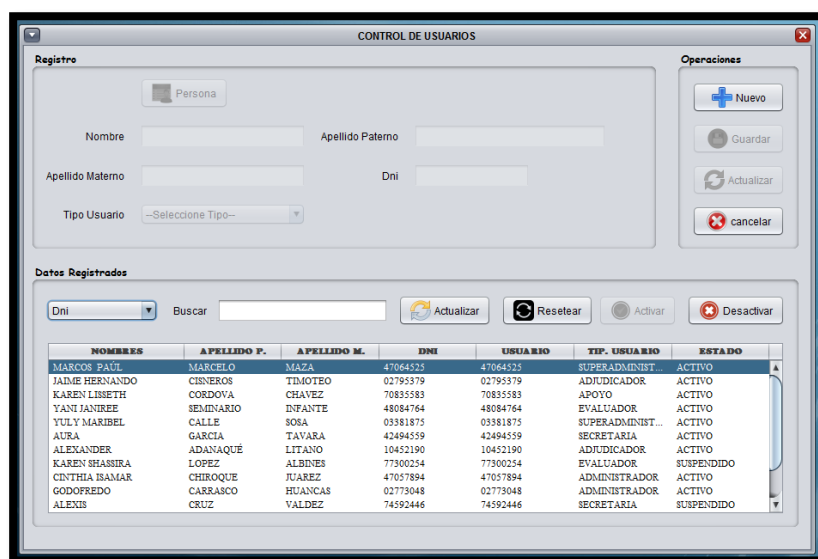 CONTROL DE USUARIOS
Registro
Operaciones
Persona
Nuevo
Nombre
Apellido Paterno
Guardar
Apellido Materno
Dni
Actualizar
Tipo Usuario
--Seleccione Tipo--
cancelar
Datos Registrados
Dni
Buscar
Actualizar
Resetear
Activar
Desactivar
NOMBRES APELLIDO P. APELLIDO M. DNI USUARIO TIP. USUARIO ESTADO
MARCOS PAÚL MARCELO MAZA 47064525 47064525 SUPERADMINIST... ACTIVO
JAIME HERNANDO CISNEROS TIMOTEO 02795379 02795379 ADJUDICADOR ACTIVO
KAREN LISSETH CORDOVA CHAVEZ 70835583 70835583 APOYO ACTIVO
YANI JANIREE SEMINARIO INFANTE 48084764 48084764 EVALUADOR ACTIVO
YULY MARIBEL CALLE SOSA 03381875 03381875 SUPERADMINIST... ACTIVO
AURA GARCIA TAVARA 42494559 42494559 SECRETARIA ACTIVO
ALEXANDER ADANAQUÉ LITANO 10452190 10452190 ADJUDICADOR ACTIVO
KAREN SHASSIRA LOPEZ ALBINES 77300254 77300254 EVALUADOR SUSPENDIDO
CINTHIA ISAMAR CHIROQUE JUAREZ 47057894 47057894 ADMINISTRADOR ACTIVO
GODOFREDO CARRASCO HUANCAS 02773048 02773048 ADMINISTRADOR ACTIVO
ALEXIS CRUZ VALDEZ 74592446 74592446 SECRETARIA SUSPENDIDO